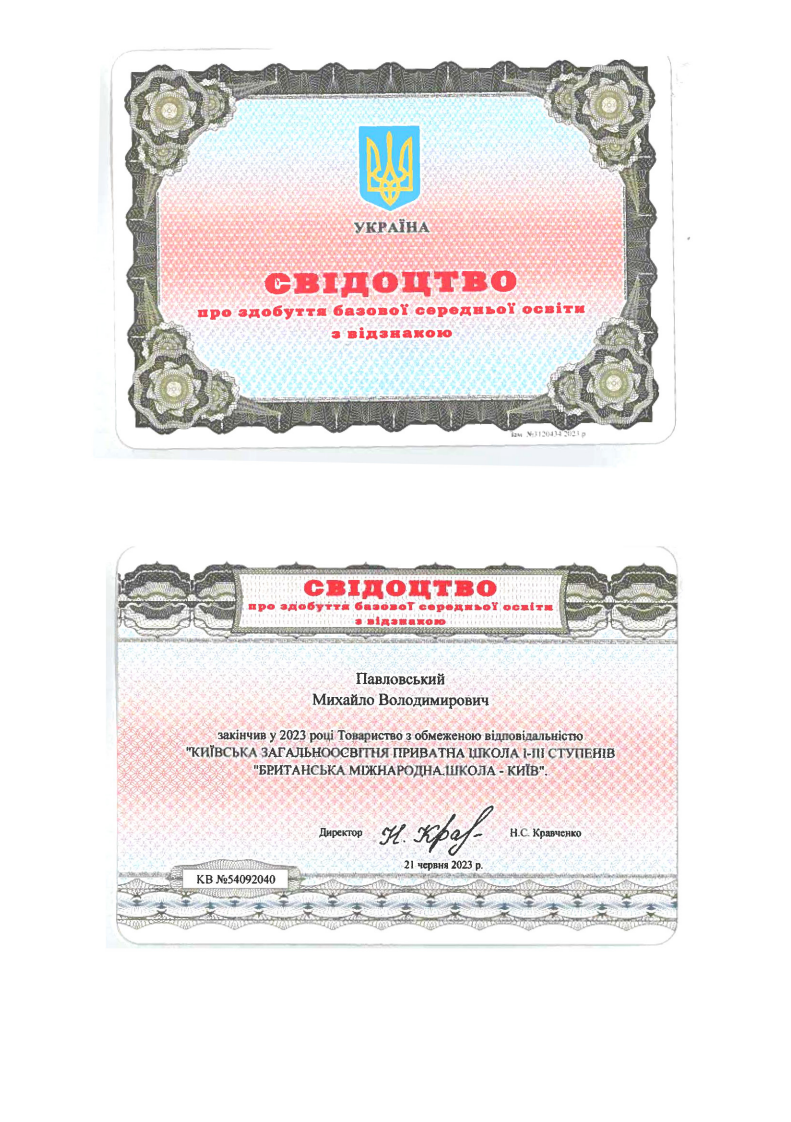 УКРАЇНА
СВІДОЦТВО
про здобуття базової середньої освіти
з відзнакою
Зам. №3120434 2023 р.
СВІДОЦТВО
про здобуття базової середньої освіти
з відзнакою
Павловський
Михайло Володимирович
закінчив у 2023 році Товариство з обмеженою відповідальністю
"КИЇВСЬКА ЗАГАЛЬНООСВІТНЯ ПРИВАТНА ШКОЛА І-ІІІ СТУПЕНІВ
"БРИТАНСЬКА МІЖНАРОДНА ШКОЛА - КИЇВ".
Директор Н. Крав- Н.С. Кравченко
21 червня 2023 р.
КВ №54092040